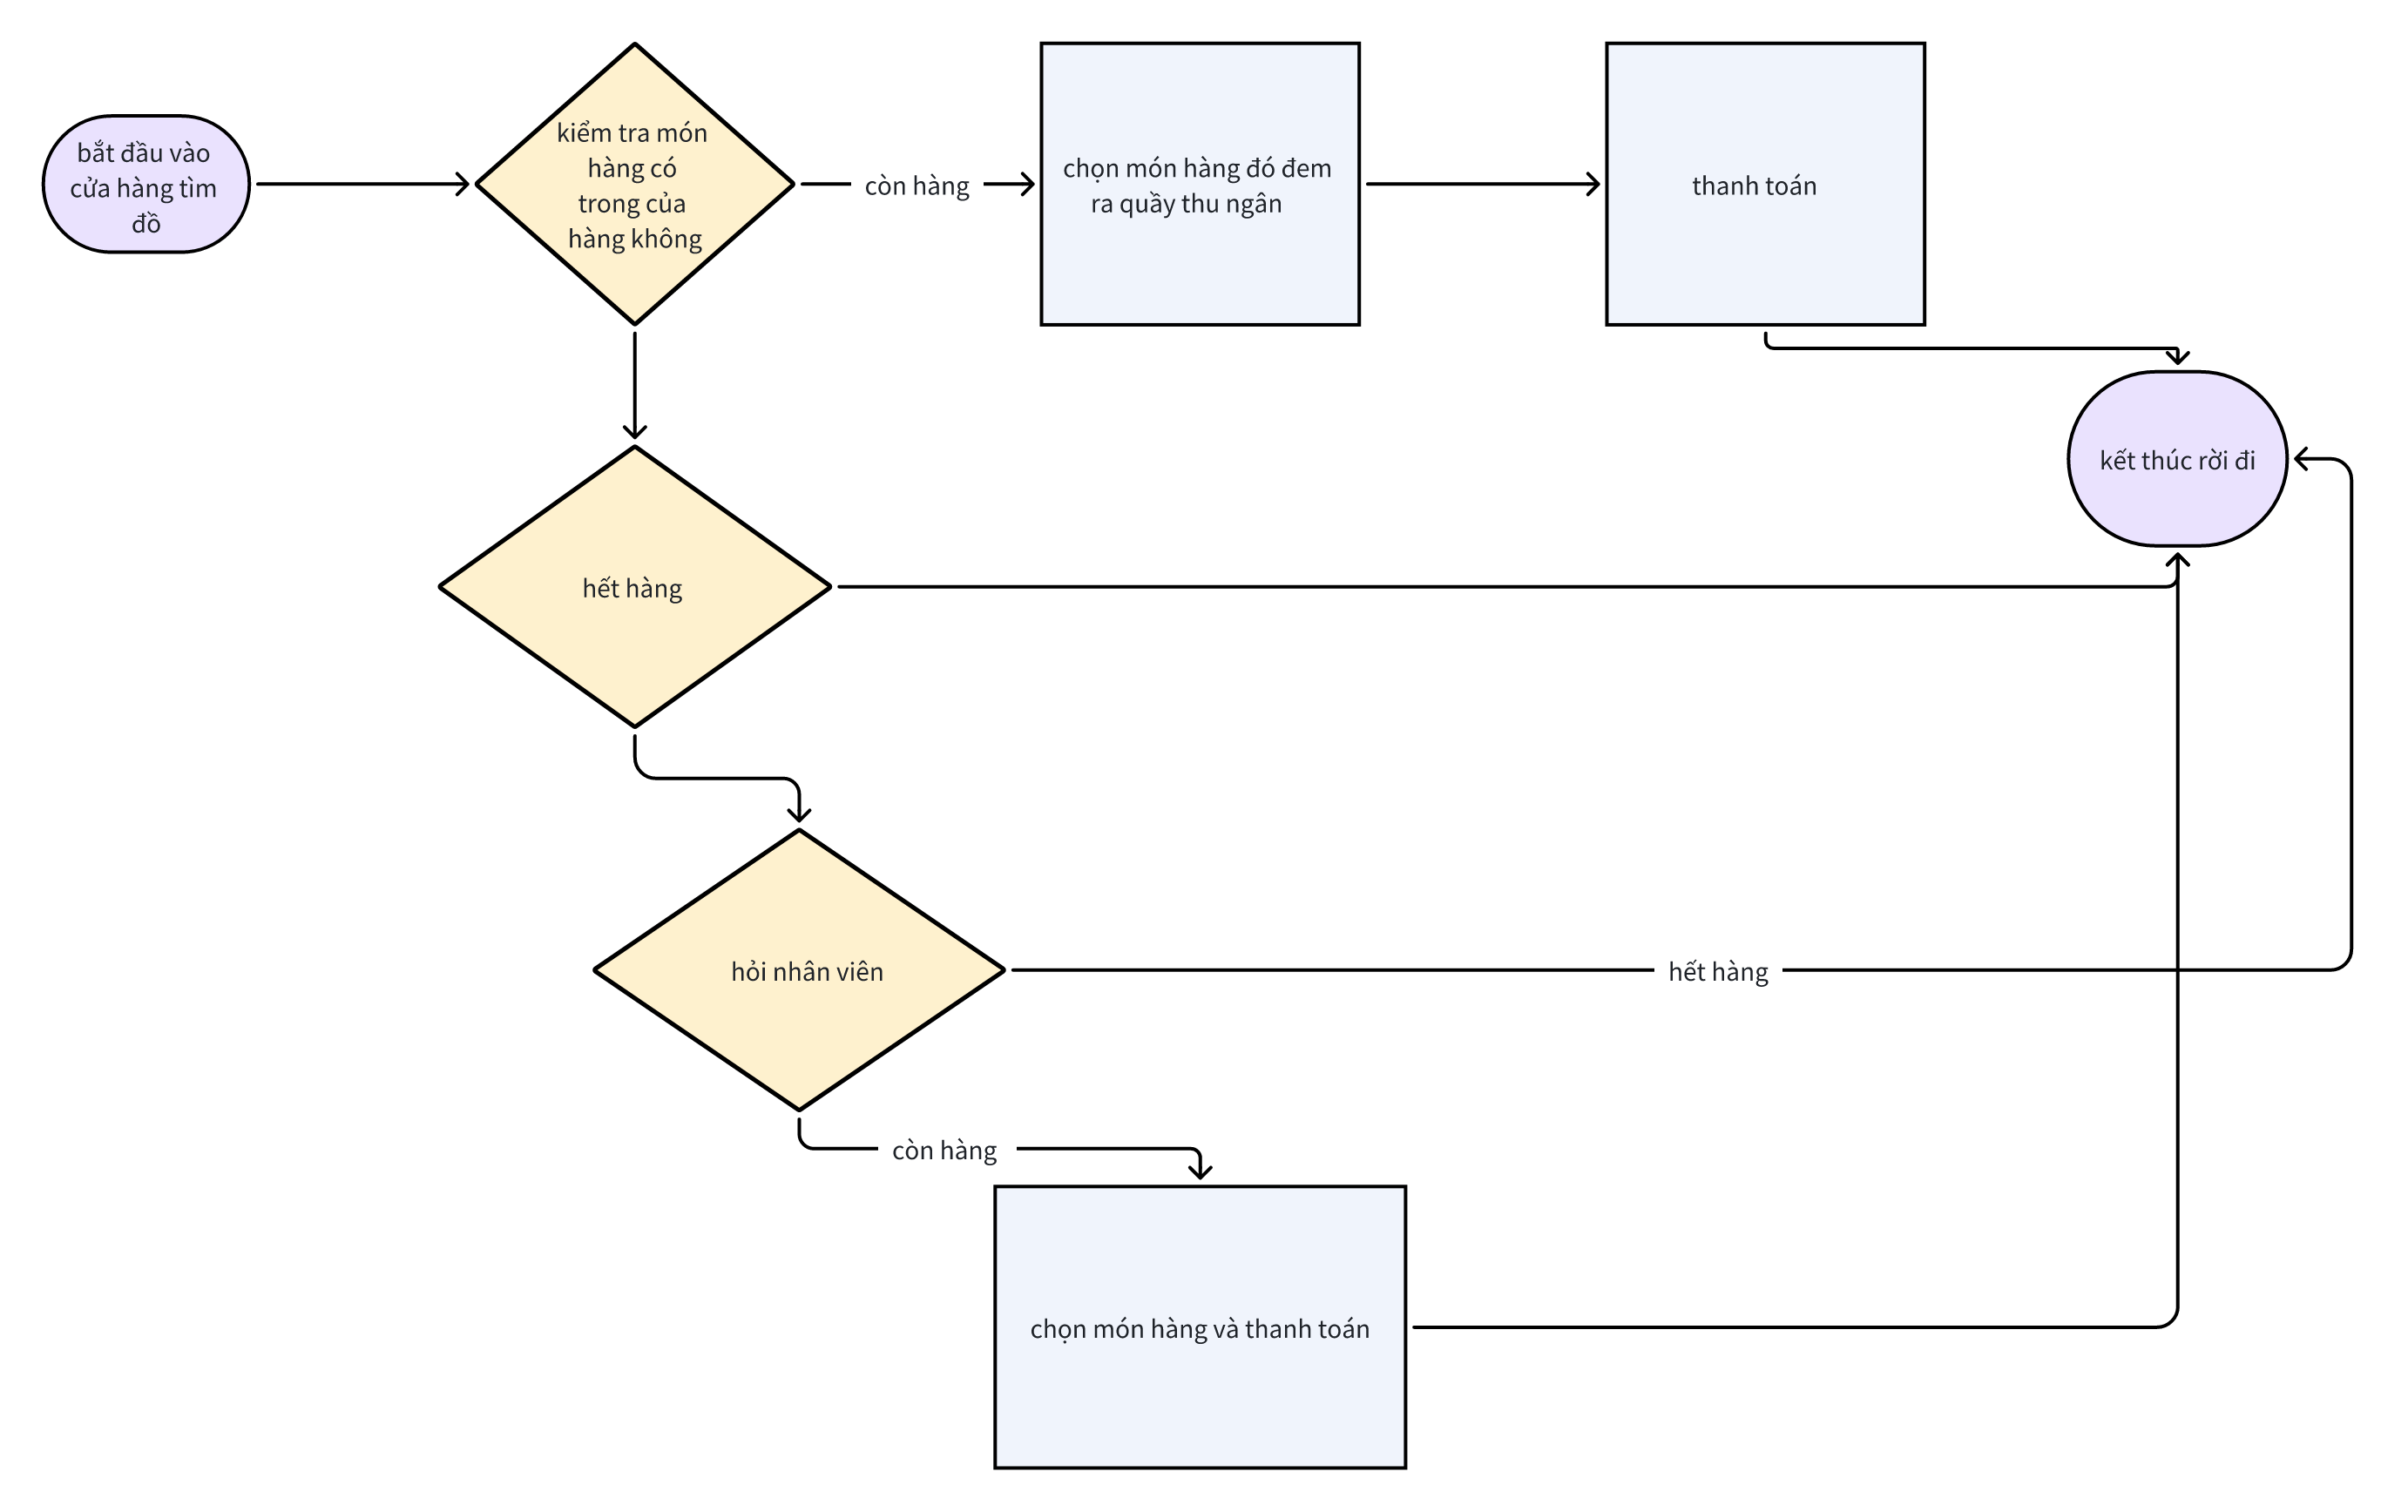 bắt đầu vào
cửa hàng tìm
đồ
kiểm tra món
hàng có
trong của
hàng không
còn hàng
chọn món hàng đó đem
ra quầy thu ngân
thanh toán
kết thúc rời đi
hết hàng
hỏi nhân viên
hết hàng
còn hàng
chọn món hàng và thanh toán